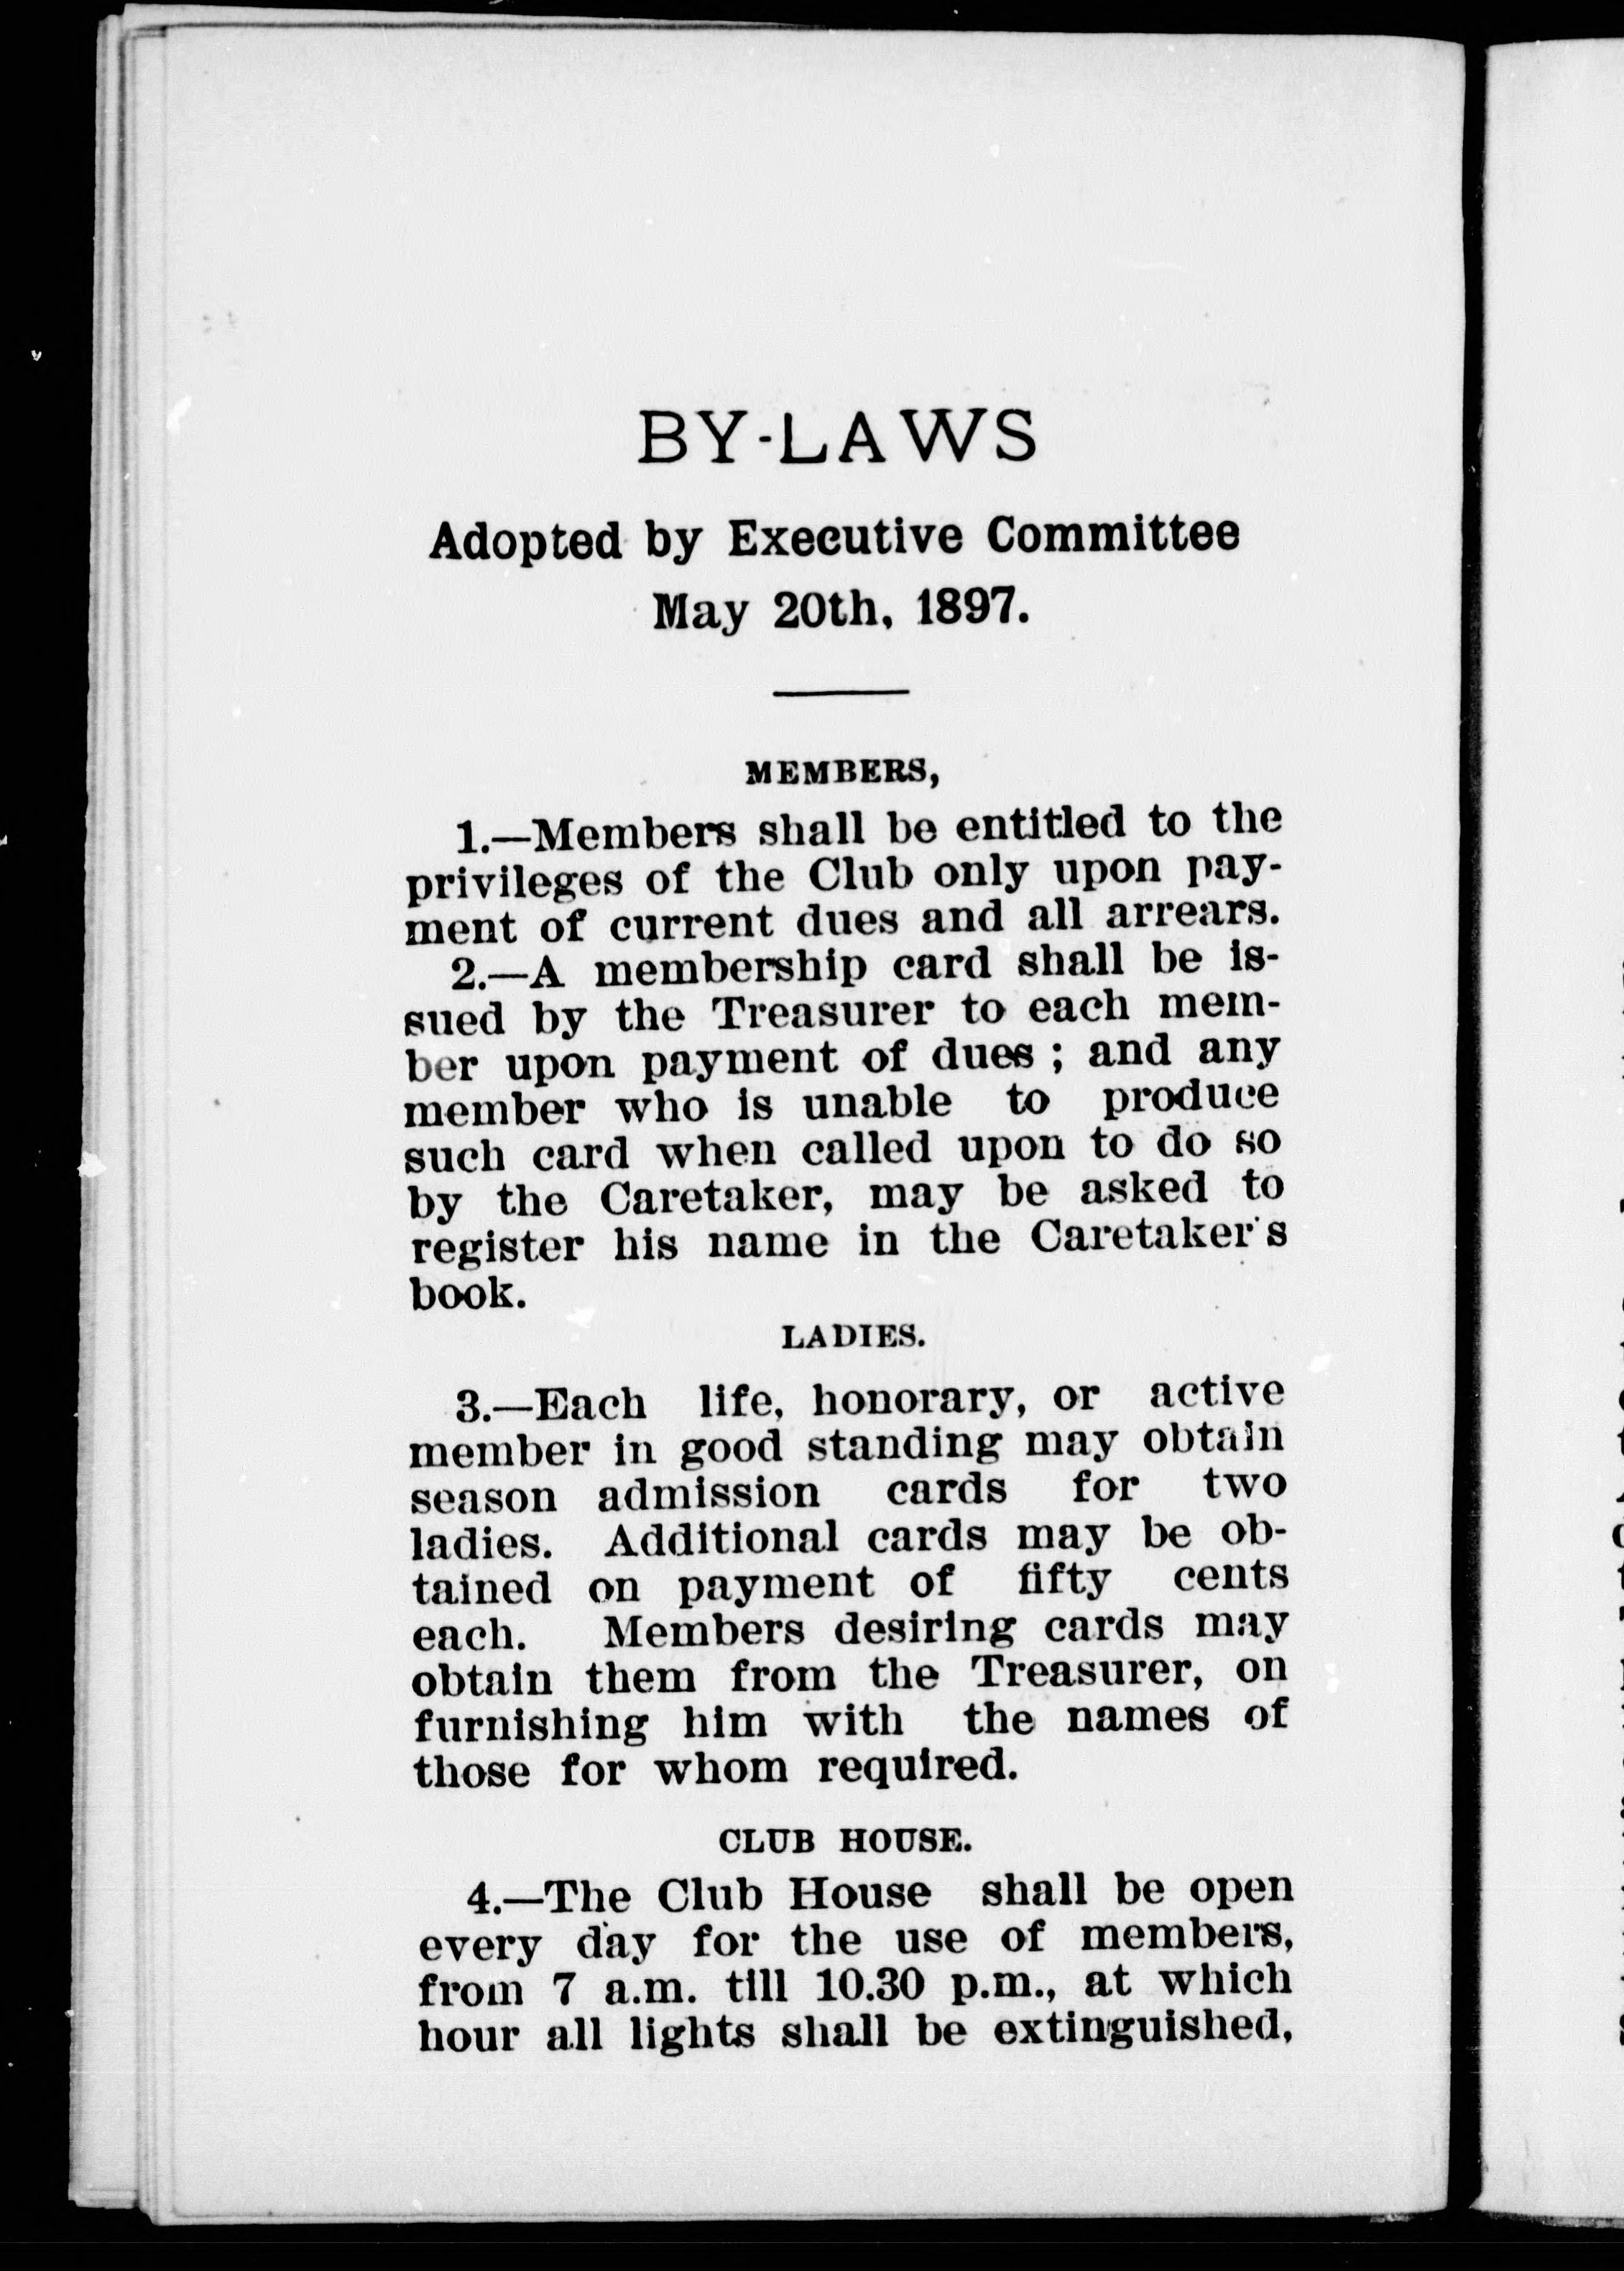 BY-LAWS
Adopted by Executive Committee
May 20th, 1897.
MEMBERS,
1.—Members shall be entitled to the
privileges of the Club only upon pay-
ment of current dues and all arrears.
2.—A membership card shall be is-
sued by the Treasurer to each mem-
ber upon payment of dues ; and any
member who is unable to produce
such card when called upon to do so
by the Caretaker, may be asked to
register his name in the Caretaker's
book.
LADIES.
3.—Each life, honorary, or active
member in good standing may obtain
season admission cards for two
ladies. Additional cards may be ob-
tained on payment of fifty cents
each. Members desiring cards may
obtain them from the Treasurer, on
furnishing him with the names of
those for whom required.
CLUB HOUSE.
4.—The Club House shall be open
every day for the use of members,
from 7 a.m. till 10.30 p.m., at which
hour all lights shall be extinguished,